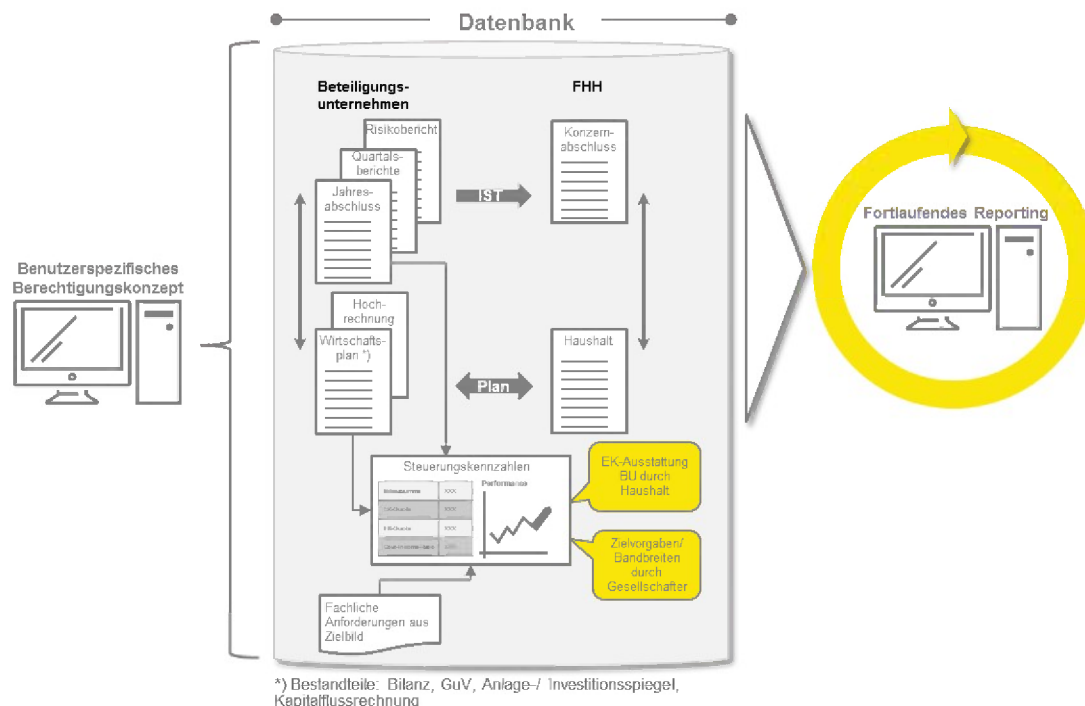 Datenbank
Beteiligungs-
unternehmen
FHH
Risikobericht
Quartals-
berichte
Jahres-
abschluss
IST
Konzern-
abschluss
Benutzerspezifisches
Berechtigungskonzept
Fortlaufendes Reporting
Hoch-
rechnung
Wirtschafts-
plan *)
Plan
Haushalt
Steuerungskennzahlen
Performance
XXX
XXX
EK-Ausstattung
BU durch
Haushalt
Zielvorgaben/
Bandbreiten
durch
Gesellschafter
Fachliche
Anforderungen aus
Zielbild
*) Bestandteile: Bilanz, GuV, Anlage-/ Investitionsspiegel,
Kapitalflussrechnung